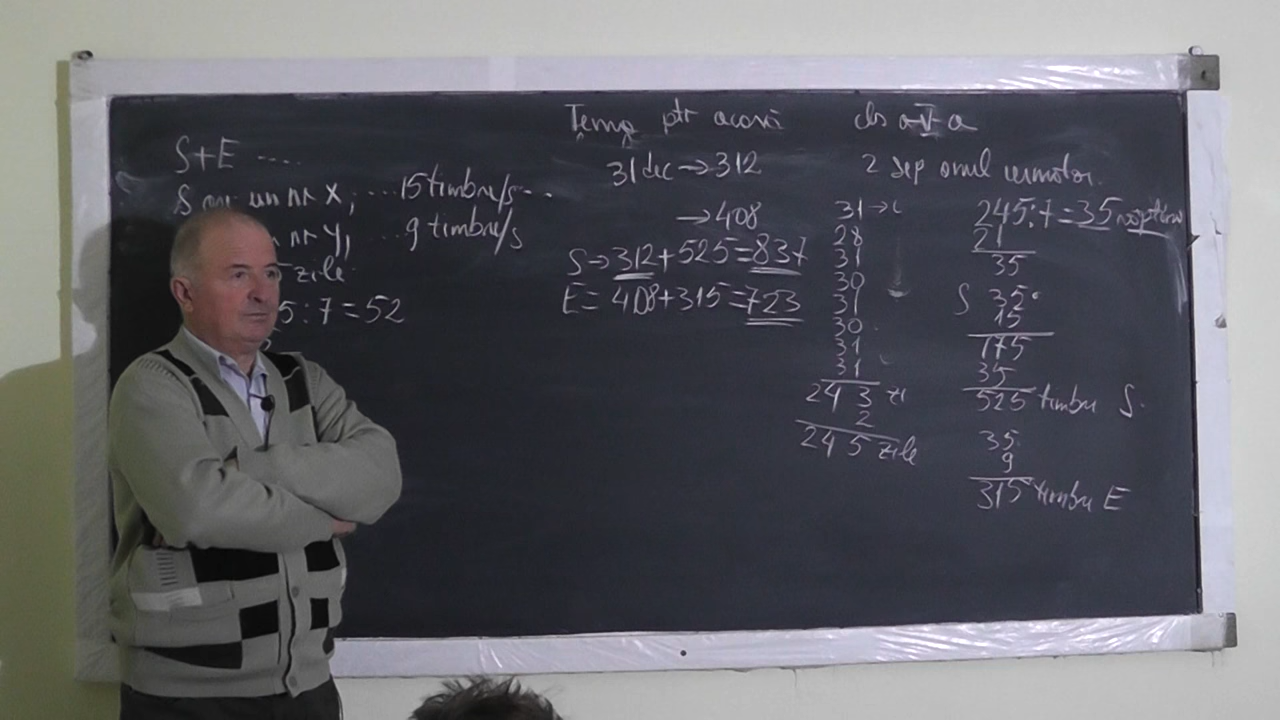 Temă ptr acasă cls a V-a
S+E ....
S are un nr X, ... 15 timbre/s...
nr Y, ..9 timbre/s
5 zile
5:7=52
31 dec → 312
→ 408
S → 312+525=837
E = 408+315=723
2 sep anul următor.
31 →
28
31
30
31
30
31
31
243 zi
2
245 zile
245:7=35
21
35
S 35
15
175
35
525 timbre S.
35
9
315 timbre E